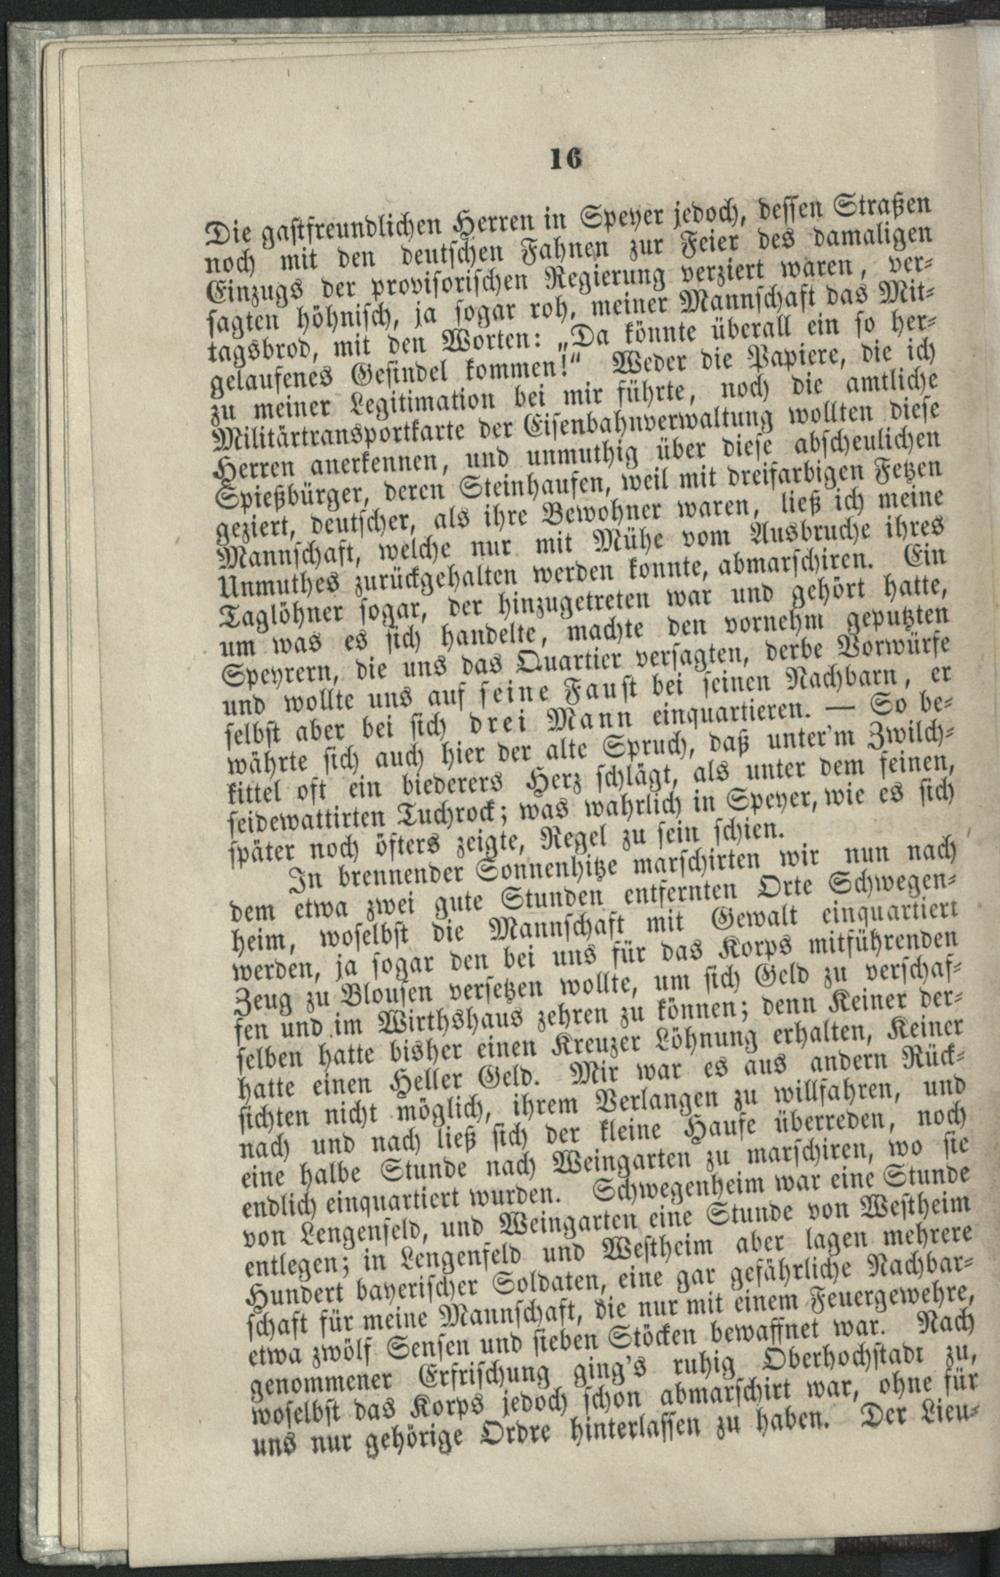 16
Die gastfreundlichen Herren in Speyer jedoch, dessen Straßen
noch mit den deutschen Fahnen zur Feier des damaligen
Einzugs der provisorischen Regierung verziert waren, ver-
sagten höhnisch, ja sogar roh, meiner Mannschaft das Mit-
tagsbrod, mit den Worten: „Da könnte überall ein so her-
gelaufenes Gesindel kommen!“ Weder die Papiere, die ich
zu meiner Legitimation bei mir führte, noch die amtliche
Militärtransportkarte der Eisenbahnverwaltung wollten diese
Herren anerkennen, und unmuthig über diese abscheulichen
Spießbürger, deren Steinhaufen, weil mit dreifarbigen Fetzen
geziert, deutscher, als ihre Bewohner waren, ließ ich meine
Mannschaft, welche nur mit Mühe vom Ausbruche ihres
Unmuthes zurückgehalten werden konnte, abmarschiren. Ein
Taglöhner sogar, der hinzugetreten war und gehört hatte,
um was es sich handelte, machte den vornehm geputzten
Speyrern, die uns das Quartier versagten, derbe Vorwürfe
und wollte uns auf seine Faust bei seinen Nachbarn, er
selbst aber bei sich drei Mann einquartieren. — So be-
währte sich auch hier der alte Spruch, daß unter'm Zwilch-
kittel oft ein biederers Herz schlägt, als unter dem feinen,
seidewattirten Tuchrock; was wahrlich in Speyer, wie es sich
später noch öfters zeigte, Regel zu sein schien.
In brennender Sonnenhitze marschirten wir nun nach
dem etwa zwei gute Stunden entfernten Orte Schwegen-
heim, woselbst die Mannschaft mit Gewalt einquartiert
werden, ja sogar den bei uns für das Korps mitführenden
Zeug zu Blousen versetzen wollte, um sich Geld zu verschaf-
fen und im Wirthshaus zehren zu können; denn Keiner der-
selben hatte bisher einen Kreuzer Löhnung erhalten, Keiner
hatte einen Heller Geld. Mir war es aus andern Rück-
sichten nicht möglich, ihrem Verlangen zu willfahren, und
nach und nach ließ sich der kleine Haufe überreden, noch
eine halbe Stunde nach Weingarten zu marschiren, wo sie
endlich einquartiert wurden. Schwegenheim war eine Stunde
von Lengenfeld, und Weingarten eine Stunde von Westheim
entlegen; in Lengenfeld und Westheim aber lagen mehrere
Hundert bayerischer Soldaten, eine gar gefährliche Nachbar-
schaft für meine Mannschaft, die nur mit einem Feuergewehre,
etwa zwölf Sensen und sieben Stöcken bewaffnet war. Nach
genommener Erfrischung ging's ruhig Oberhochstadt zu,
woselbst das Korps jedoch schon abmarschirt war, ohne für
uns nur gehörige Ordre hinterlassen zu haben. Der Lieu-